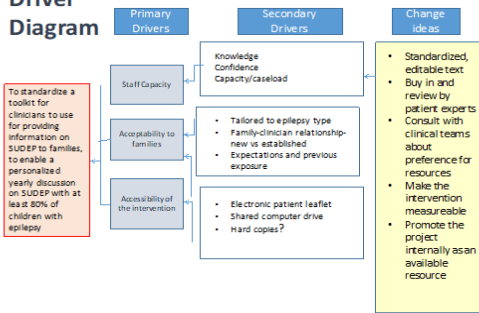 Driver
Diagram
Primary
Drivers
Secondary
Drivers
Change
ideas
To standardize a
toolkit for
clinicians to use
for providing
information on
SUDEP to families,
to enable a
personalized
yearly discussion
on SUDEP with at
least 80% of
children with
epilepsy
Staff Capacity
Acceptability to
families
Accessibility of
the intervention
Knowledge
Confidence
Capacity/caseload
• Tailored to epilepsy type
• Family-clinician relationship-
new vs established
• Expectations and previous
exposure
• Electronic patient leaflet
• Shared computer drive
• Hard copies?
• Standardized,
editable text
• Buy in and
review by
patient experts
• Consult with
clinical teams
about
preference for
resources
• Make the
intervention
measureable
• Promote the
project
internally as an
available
resource